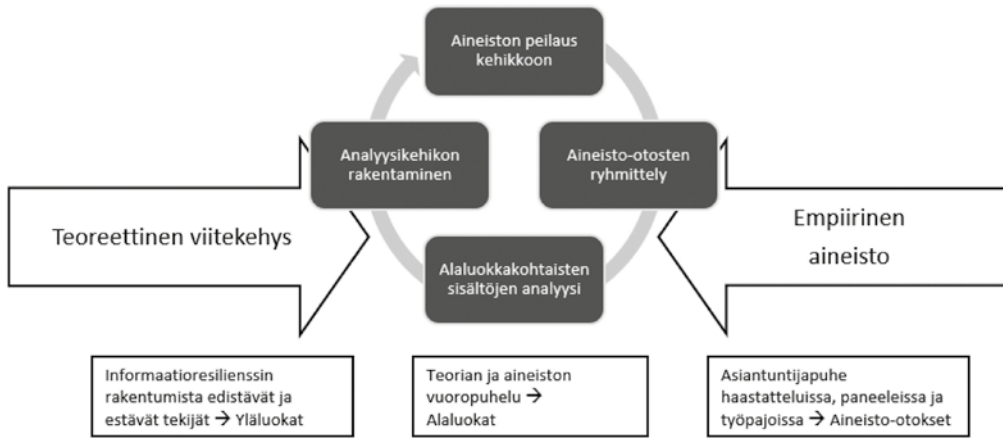 Aineiston peilaus
kehikkoon
Analyysikehikon
rakentaminen
Aineisto-otosten
ryhmittely
Alaluokkakohtaisten
sisältöjen analyysi
Teoreettinen viitekehys
Empiirinen
aineisto
Informaatioresilienssin
rakentumista edistävät ja
estävät tekijät → Yläluokat
Teorian ja aineiston
vuoropuhelu →
Alaluokat
Asiantuntijapuhe
haastatteluissa, paneeleissa ja
työpajoissa → Aineisto-otokset